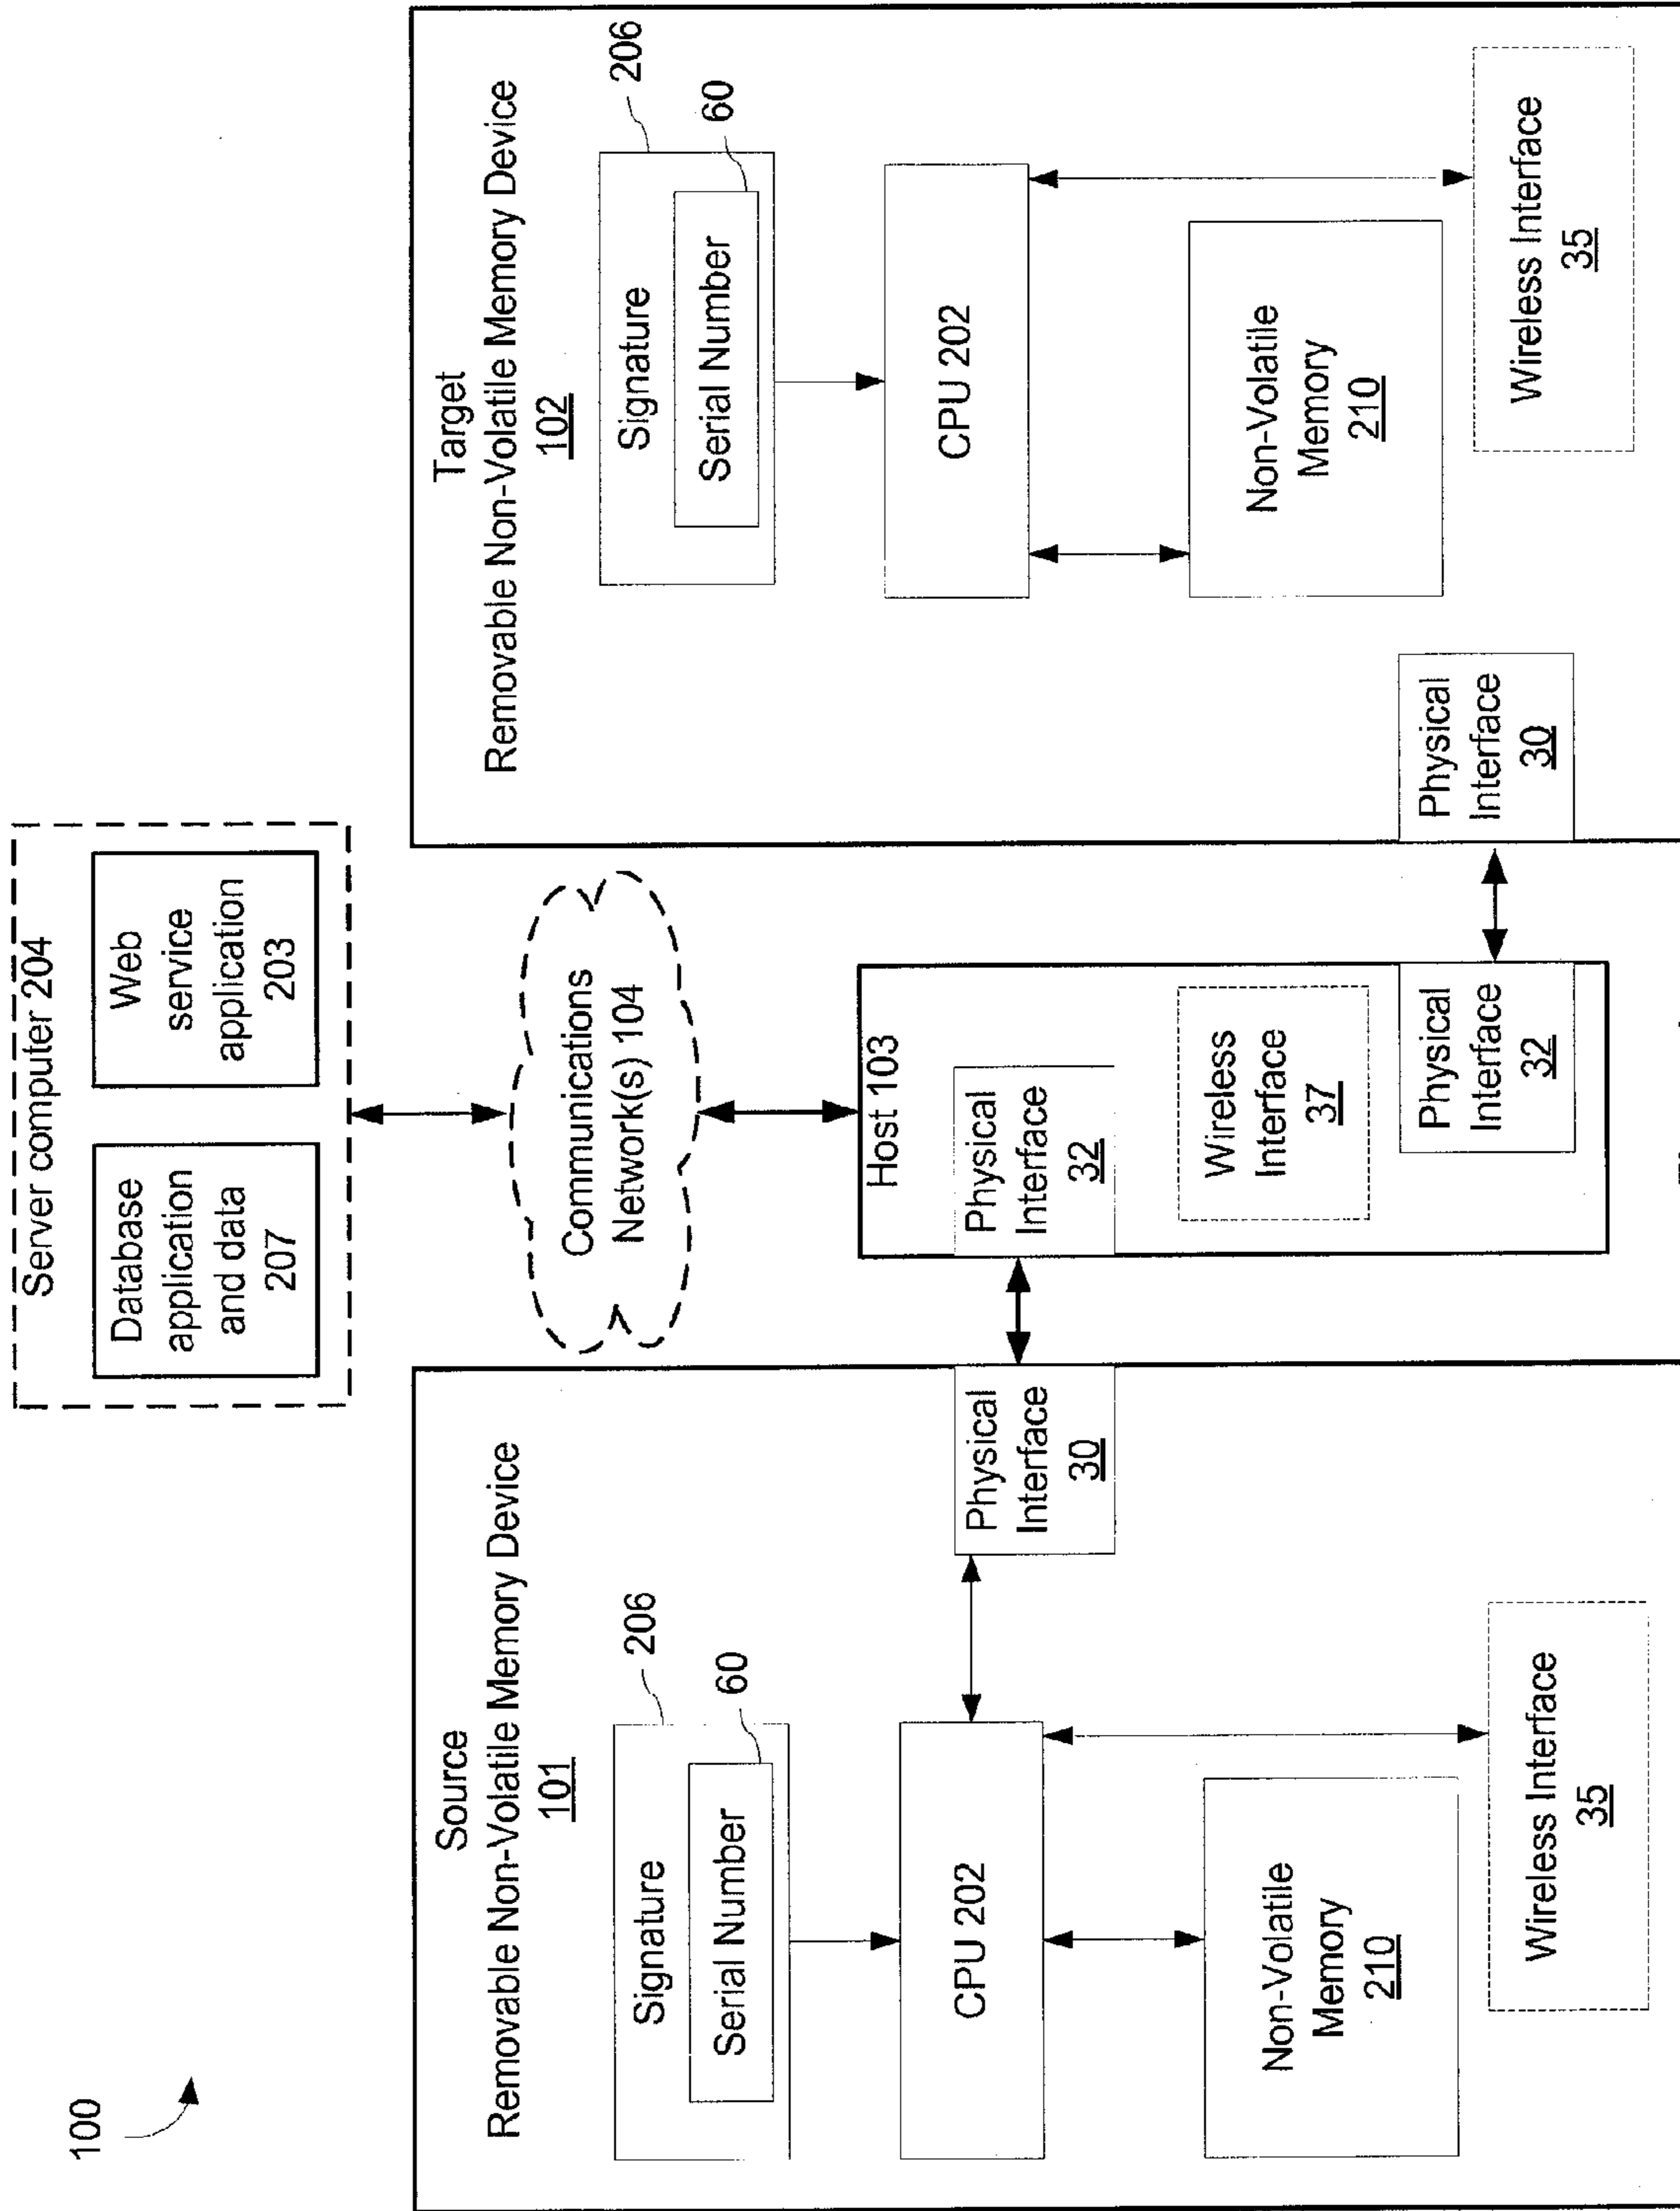 100
Server computer 204
Database
application
and data
207
Web
service
application
203
Communications
Network(s) 104
Source
Removable Non-Volatile Memory Device
101
Signature
206
Serial Number
60
CPU 202
Non-Volatile
Memory
210
Wireless Interface
35
Physical
Interface
30
Host 103
Physical
Interface
32
Wireless
Interface
37
Physical
Interface
32
Target
Removable Non-Volatile Memory Device
102
Signature
206
Serial Number
60
CPU 202
Non-Volatile
Memory
210
Wireless Interface
35
Physical
Interface
30